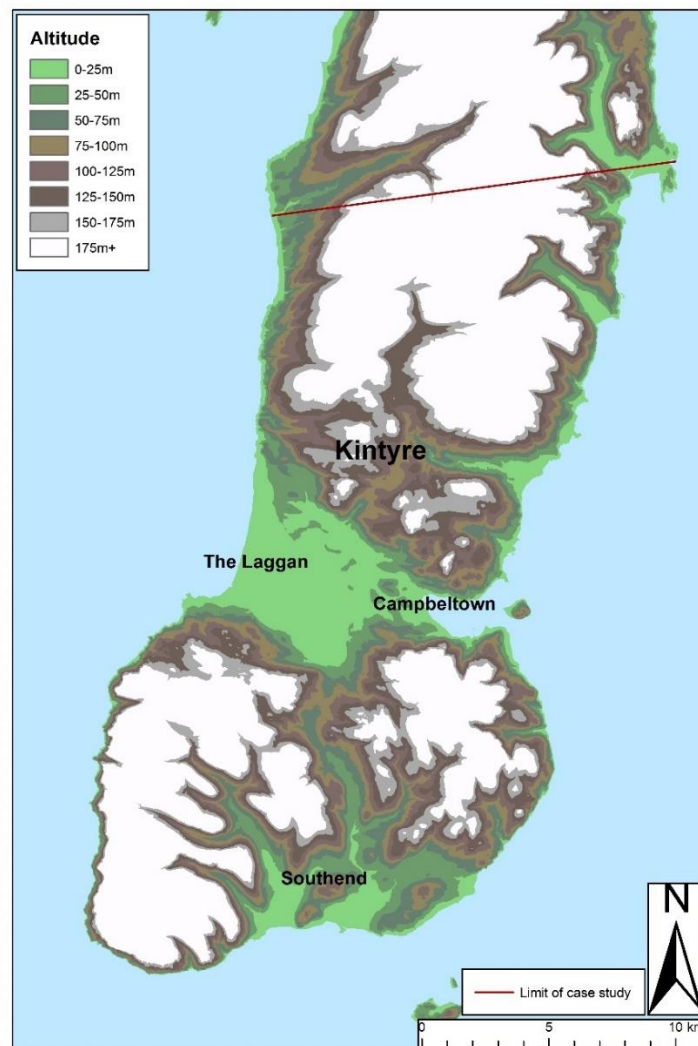 Altitude
0-25m
25-50m
50-75m
75-100m
100-125m
125-150m
150-175m
175m+
Kintyre
The Laggan
Campbeltown
Southend
N
Limit of case study
0 5 10 km